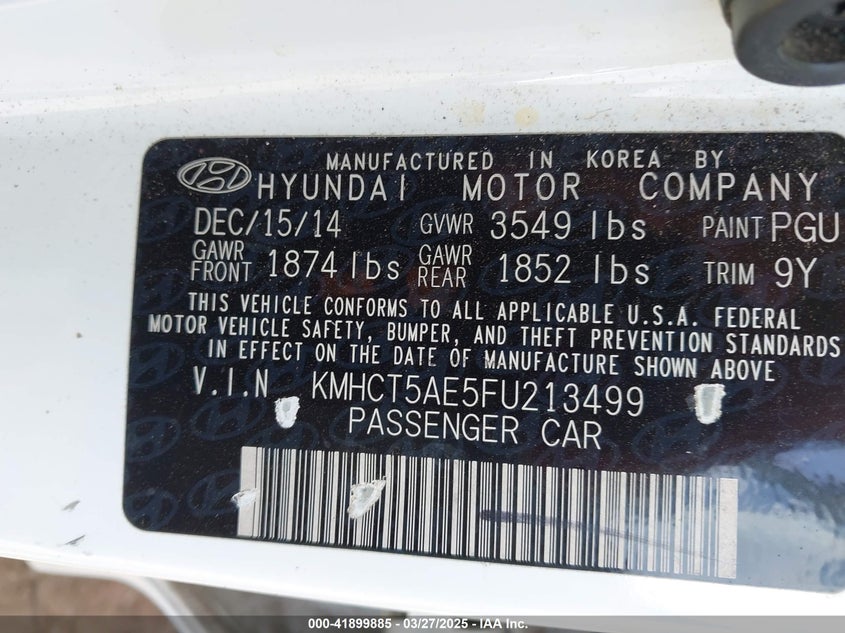 MANUFACTURED IN KOREA BY
HYUNDAI MOTOR COMPANY
DEC/15/14 GVWR 3549 lbs PAINT PGU
GAWR FRONT 1874 lbs GAWR REAR 1852 lbs TRIM 9Y
THIS VEHICLE CONFORMS TO ALL APPLICABLE U.S.A. FEDERAL
MOTOR VEHICLE SAFETY, BUMPER, AND THEFT PREVENTION STANDARDS
IN EFFECT ON THE DATE OF MANUFACTURE SHOWN ABOVE
V.I.N KMHCT5AE5FU213499
PASSENGER CAR
000-41899885 - 03/27/2025 - IAA Inc.